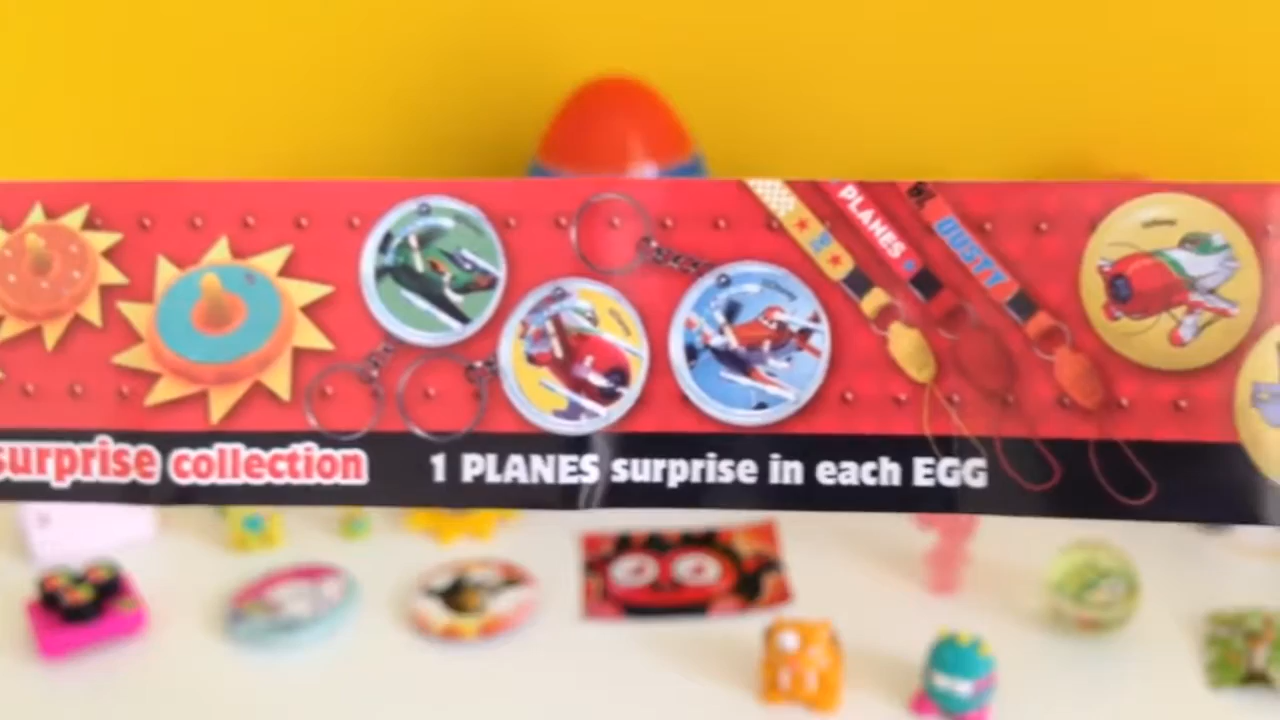 PLANES
DUSTY
surprise collection
1 PLANES surprise in each EGG